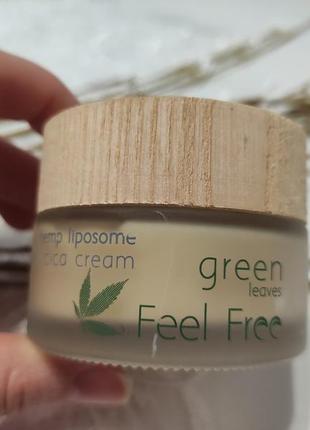 hemp liposome
cica cream
green
leaves
Feel Free